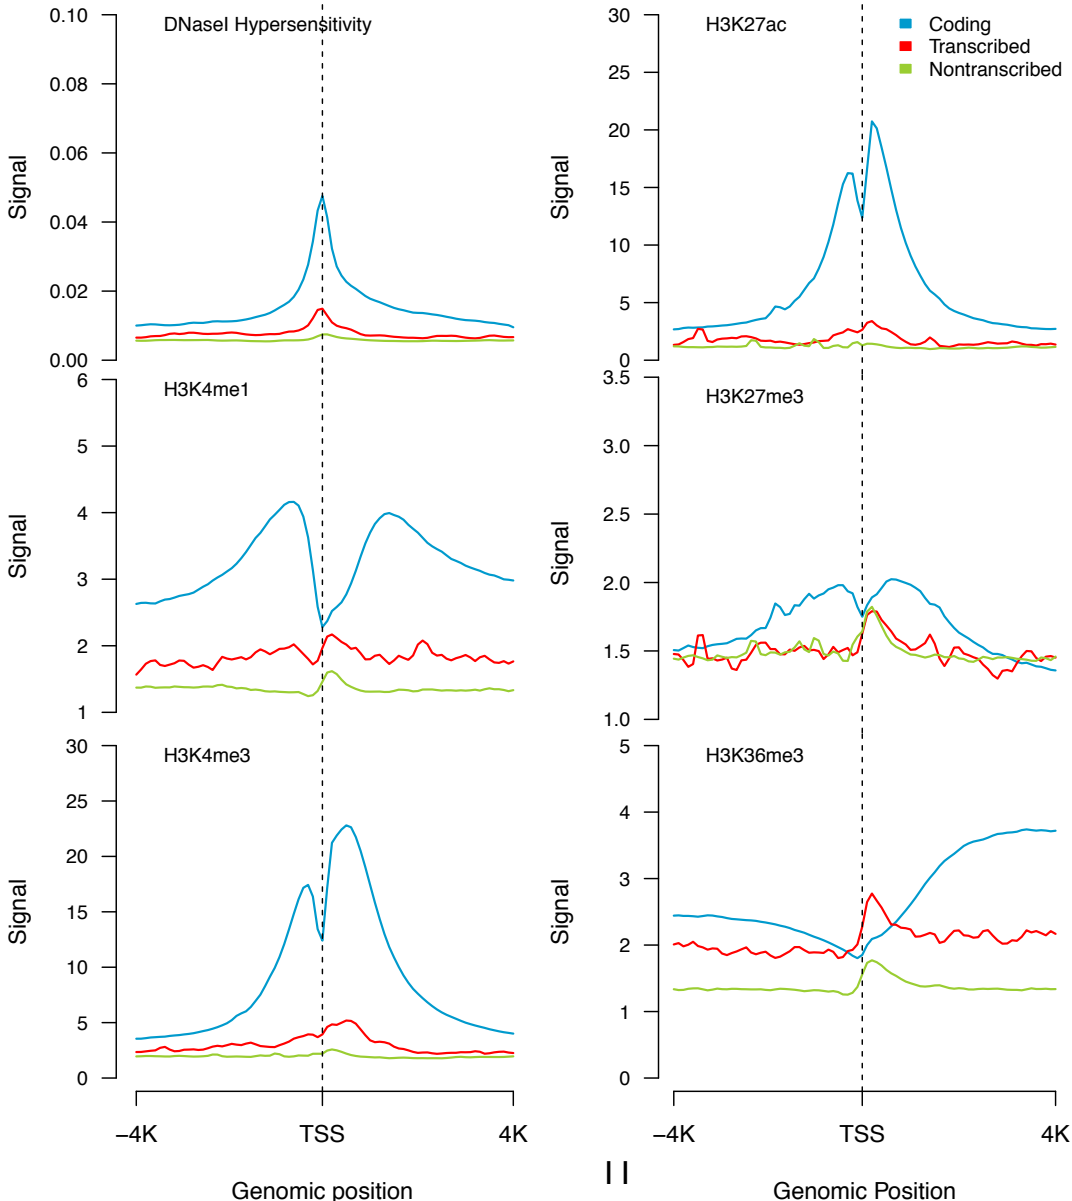 DNaseI Hypersensitivity
0.10
0.08
0.06
0.04
0.02
0.00
Signal
H3K27ac
30
25
20
15
10
5
0
Signal
Coding
Transcribed
Nontranscribed
H3K4me1
6
5
4
3
2
1
Signal
H3K27me3
3.5
3.0
2.5
2.0
1.5
1.0
Signal
H3K4me3
30
25
20
15
10
5
0
Signal
−4K TSS 4K
Genomic position
H3K36me3
5
4
3
2
1
0
Signal
−4K TSS 4K
Genomic Position